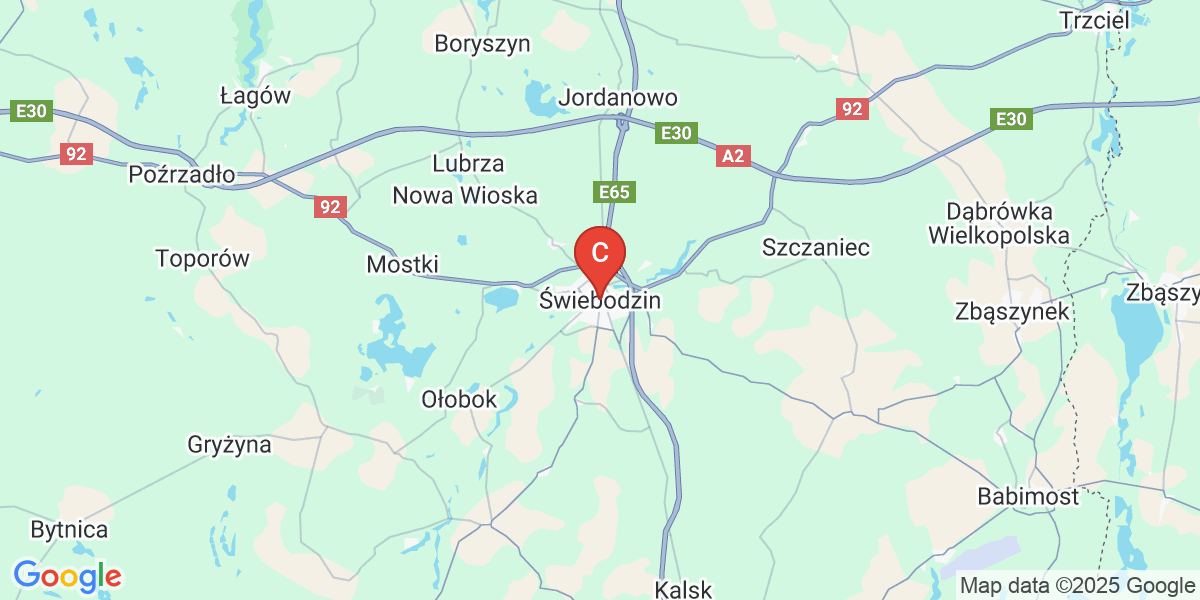 Trzciel
Boryszyn
Łagów
Jordanowo
E30
92
E30
E30
92
A2
Lubrza
Poźrzadło
Nowa Wioska
E65
92
Dąbrówka
Wielkopolska
Szczaniec
Toporów
Mostki
C
Świebodzin
Zbąszy
Zbąszynek
Ołobok
Gryżyna
Babimost
Bytnica
Kalsk
Google
Map data ©2025 Google